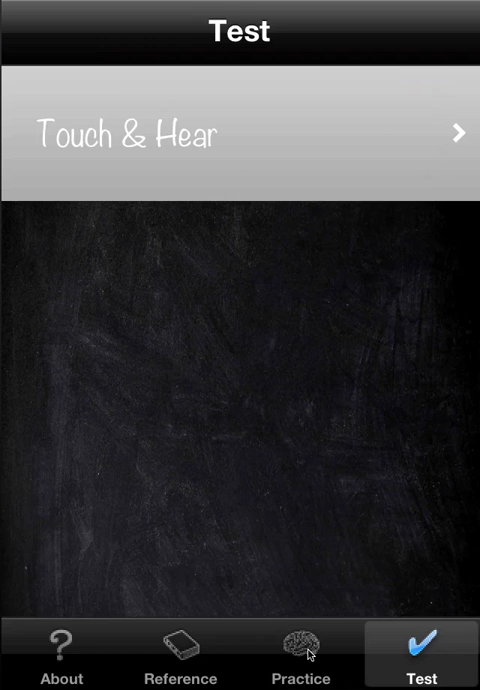 Test
Touch & Hear
About
Reference
Practice
Test